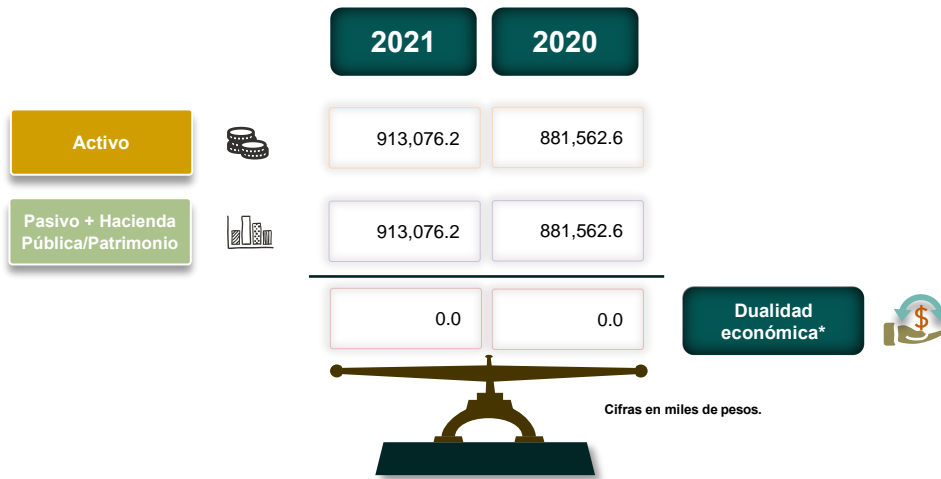 2021 2020
Activo 913,076.2 881,562.6
Pasivo + Hacienda
Pública/Patrimonio 913,076.2 881,562.6
0.0 0.0 Dualidad
económica*
$
Cifras en miles de pesos.